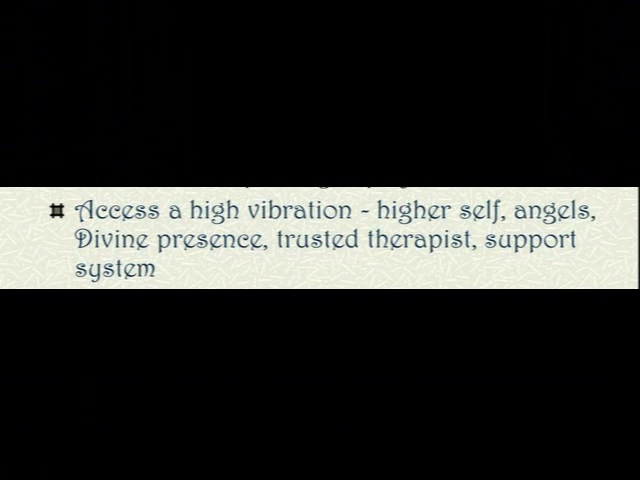 Access a high vibration - higher self, angels,
Divine presence, trusted therapist, support
system